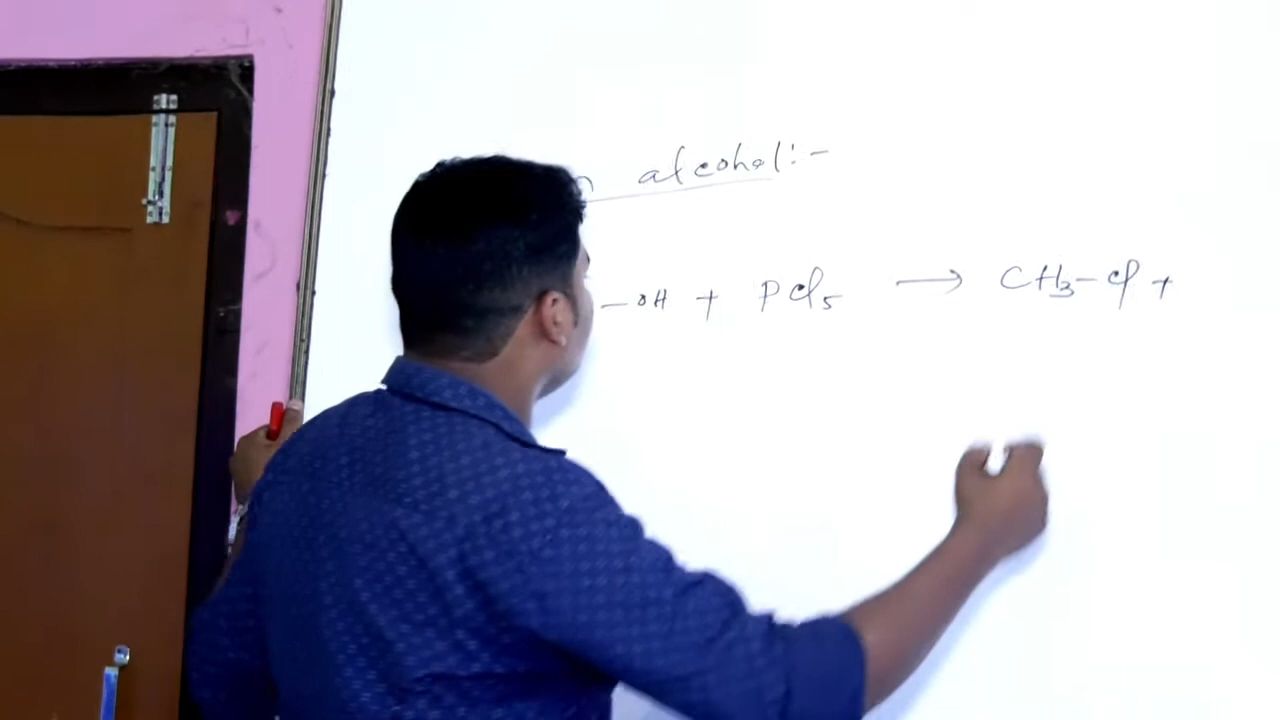 alcohol:-
-OH + PCl₅ → CH₃-Cl +